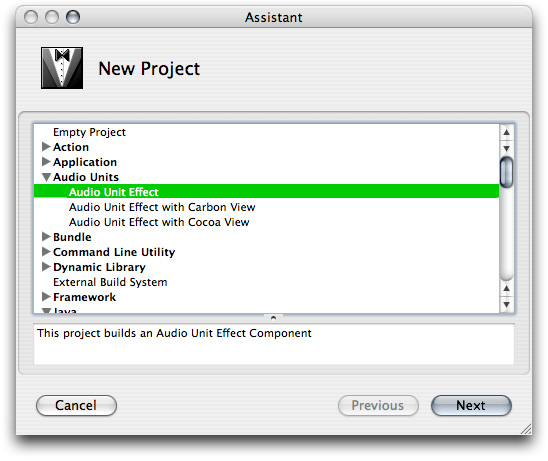 Assistant
New Project
Empty Project
Action
Application
Audio Units
Audio Unit Effect
Audio Unit Effect with Carbon View
Audio Unit Effect with Cocoa View
Bundle
Command Line Utility
Dynamic Library
External Build System
Framework
Java
This project builds an Audio Unit Effect Component
Cancel
Previous
Next